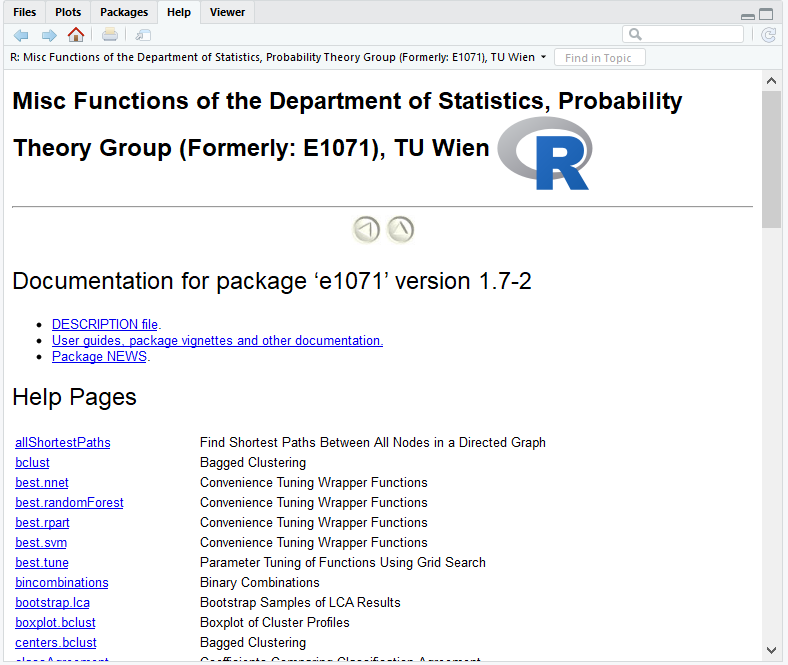 Files Plots Packages Help Viewer
R: Misc Functions of the Department of Statistics, Probability Theory Group (Formerly: E1071), TU Wien Find in Topic
Misc Functions of the Department of Statistics, Probability
Theory Group (Formerly: E1071), TU Wien R
Documentation for package ‘e1071’ version 1.7-2
DESCRIPTION file.
User guides, package vignettes and other documentation.
Package NEWS.
Help Pages
allShortestPaths Find Shortest Paths Between All Nodes in a Directed Graph
bclust Bagged Clustering
best.nnet Convenience Tuning Wrapper Functions
best.randomForest Convenience Tuning Wrapper Functions
best.rpart Convenience Tuning Wrapper Functions
best.svm Convenience Tuning Wrapper Functions
best.tune Parameter Tuning of Functions Using Grid Search
bincombinations Binary Combinations
bootstrap.lca Bootstrap Samples of LCA Results
boxplot.bclust Boxplot of Cluster Profiles
centers.bclust Bagged Clustering
classAgreement Coefficients Comparing Classification Agreement